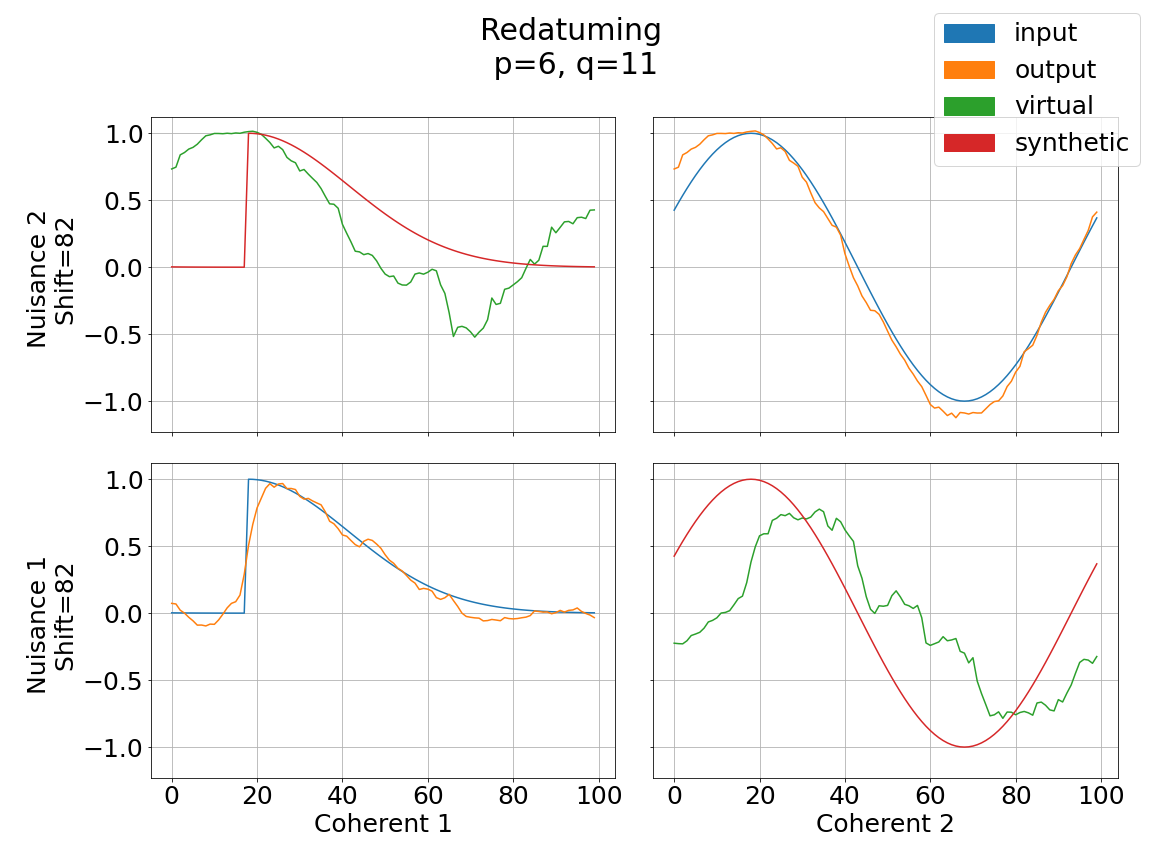 Redatuming
p=6, q=11
input
output
virtual
synthetic
1.0
0.5
0.0
−0.5
−1.0
Nuisance 2
Shift=82
1.0
0.5
0.0
−0.5
−1.0
Nuisance 1
Shift=82
0 20 40 60 80 100
Coherent 1
0 20 40 60 80 100
Coherent 2